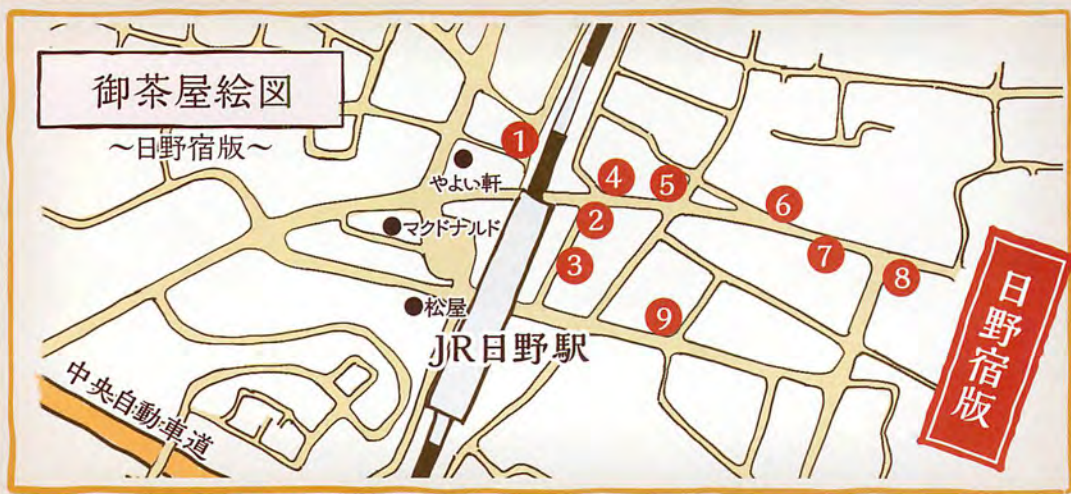 御茶屋絵図
～日野宿版～
1
やよい軒
4
5
6
マクドナルド
2
7
3
8
松屋
9
JR日野駅
日野宿版
中央自動車道